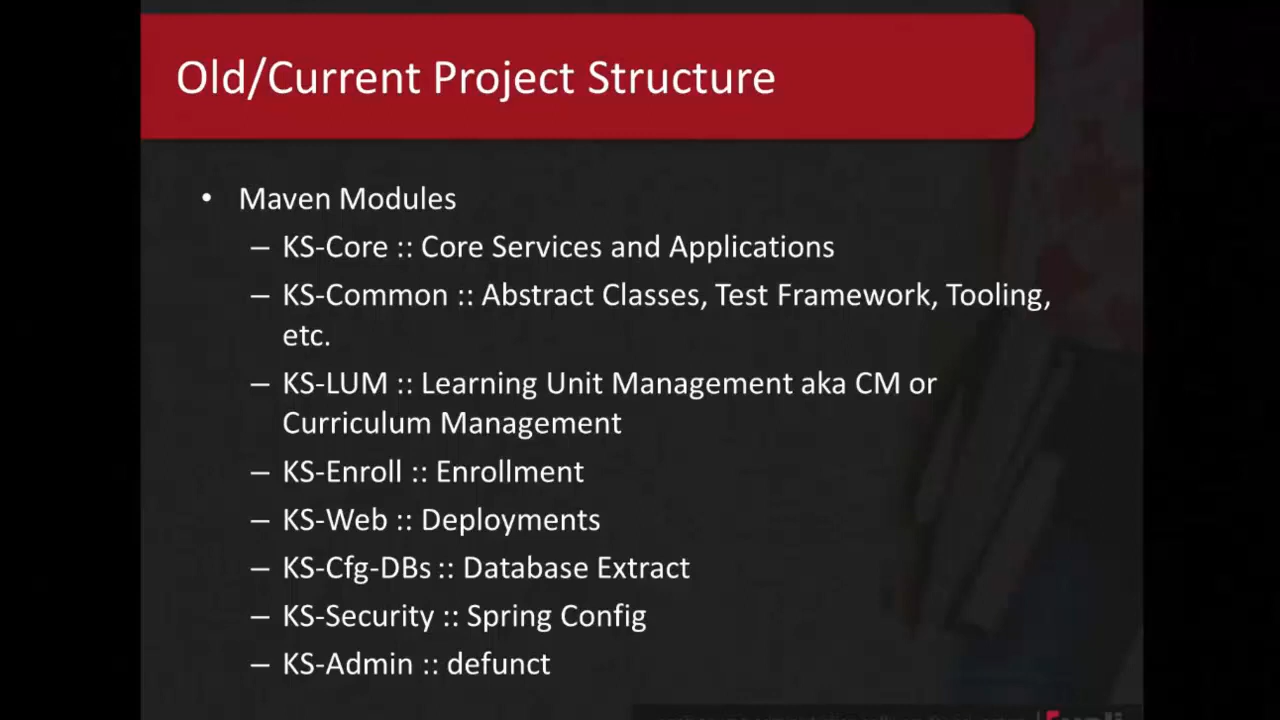 Old/Current Project Structure
• Maven Modules
– KS-Core :: Core Services and Applications
– KS-Common :: Abstract Classes, Test Framework, Tooling,
etc.
– KS-LUM :: Learning Unit Management aka CM or
Curriculum Management
– KS-Enroll :: Enrollment
– KS-Web :: Deployments
– KS-Cfg-DBs :: Database Extract
– KS-Security :: Spring Config
– KS-Admin :: defunct